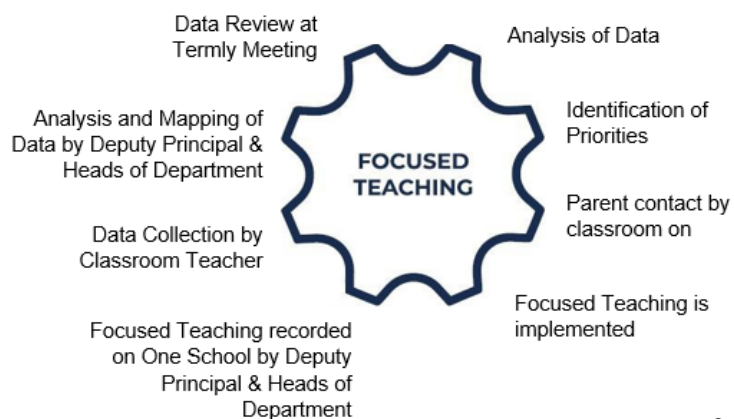 Data Review at
Termly Meeting
Analysis of Data
Analysis and Mapping of
Data by Deputy Principal &
Heads of Department
Identification of
Priorities
FOCUSED
TEACHING
Parent contact by
classroom on
Data Collection by
Classroom Teacher
Focused Teaching is
implemented
Focused Teaching recorded
on One School by Deputy
Principal & Heads of
Department